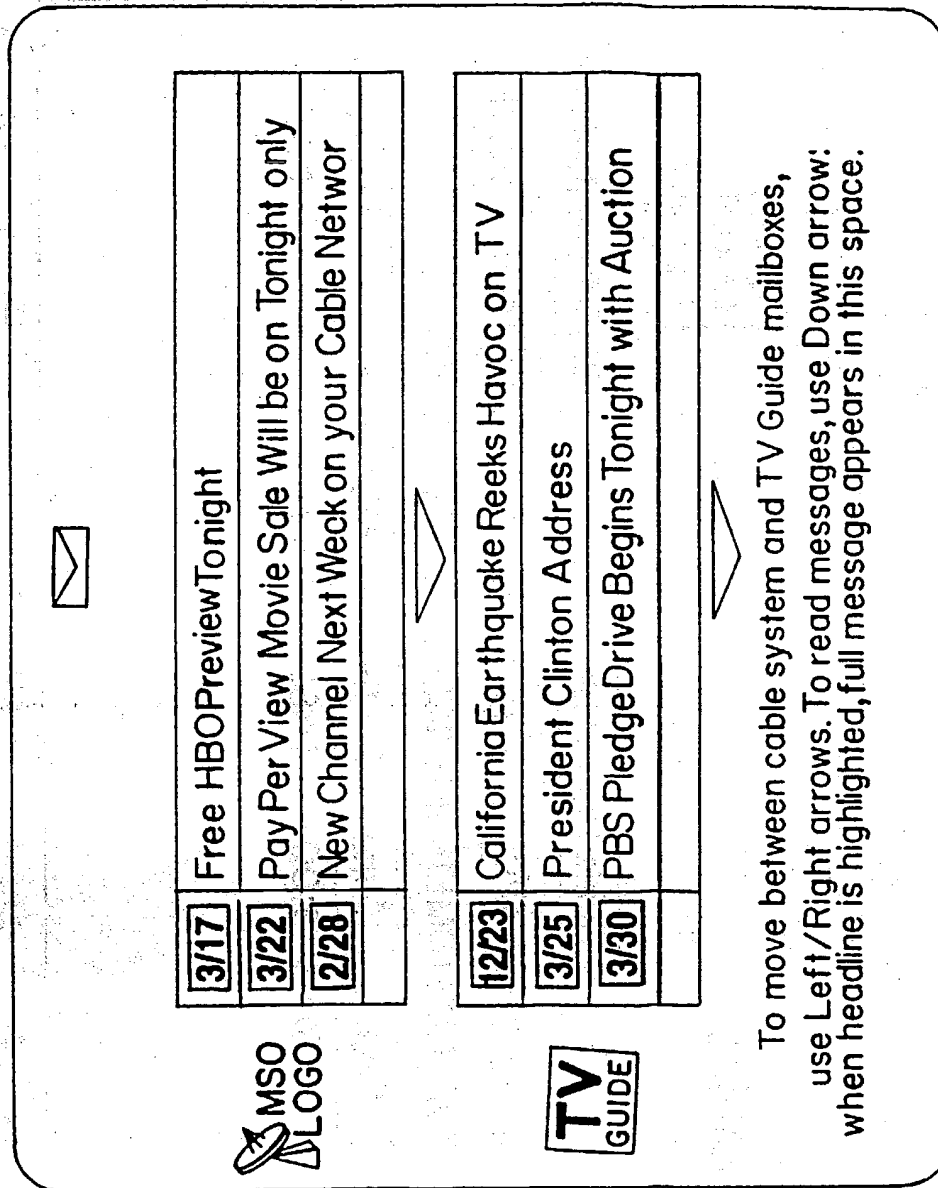 MSO
LOGO
3/17 Free HBOPreviewTonight
3/22 Pay Per View Movie Sale Will be on Tonight only
2/28 New Channel Next Weck on your Cable Networ
TV
GUIDE
12/23 California Earthquake Reeks Havoc on TV
3/25 President Clinton Address
3/30 PBS PledgeDrive Begins Tonight with Auction
To move between cable system and TV Guide mailboxes,
use Left/Right arrows. To read messages, use Down arrow:
when headline is highlighted, full message appears in this space.